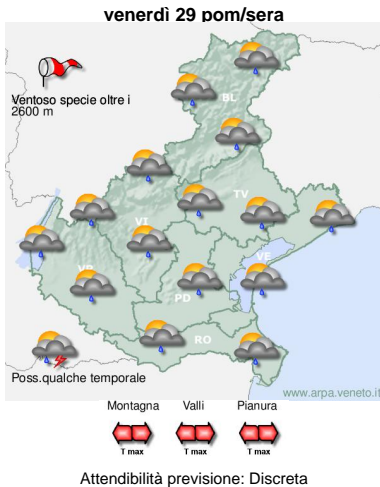 venerdì 29 pom/sera
Ventoso specie oltre i
2600 m
BL
TV
VI
VE
VR
PD
RO
Poss.qualche temporale
www.arpa.veneto.it
Montagna Valli Pianura
T max T max T max
Attendibilità previsione: Discreta